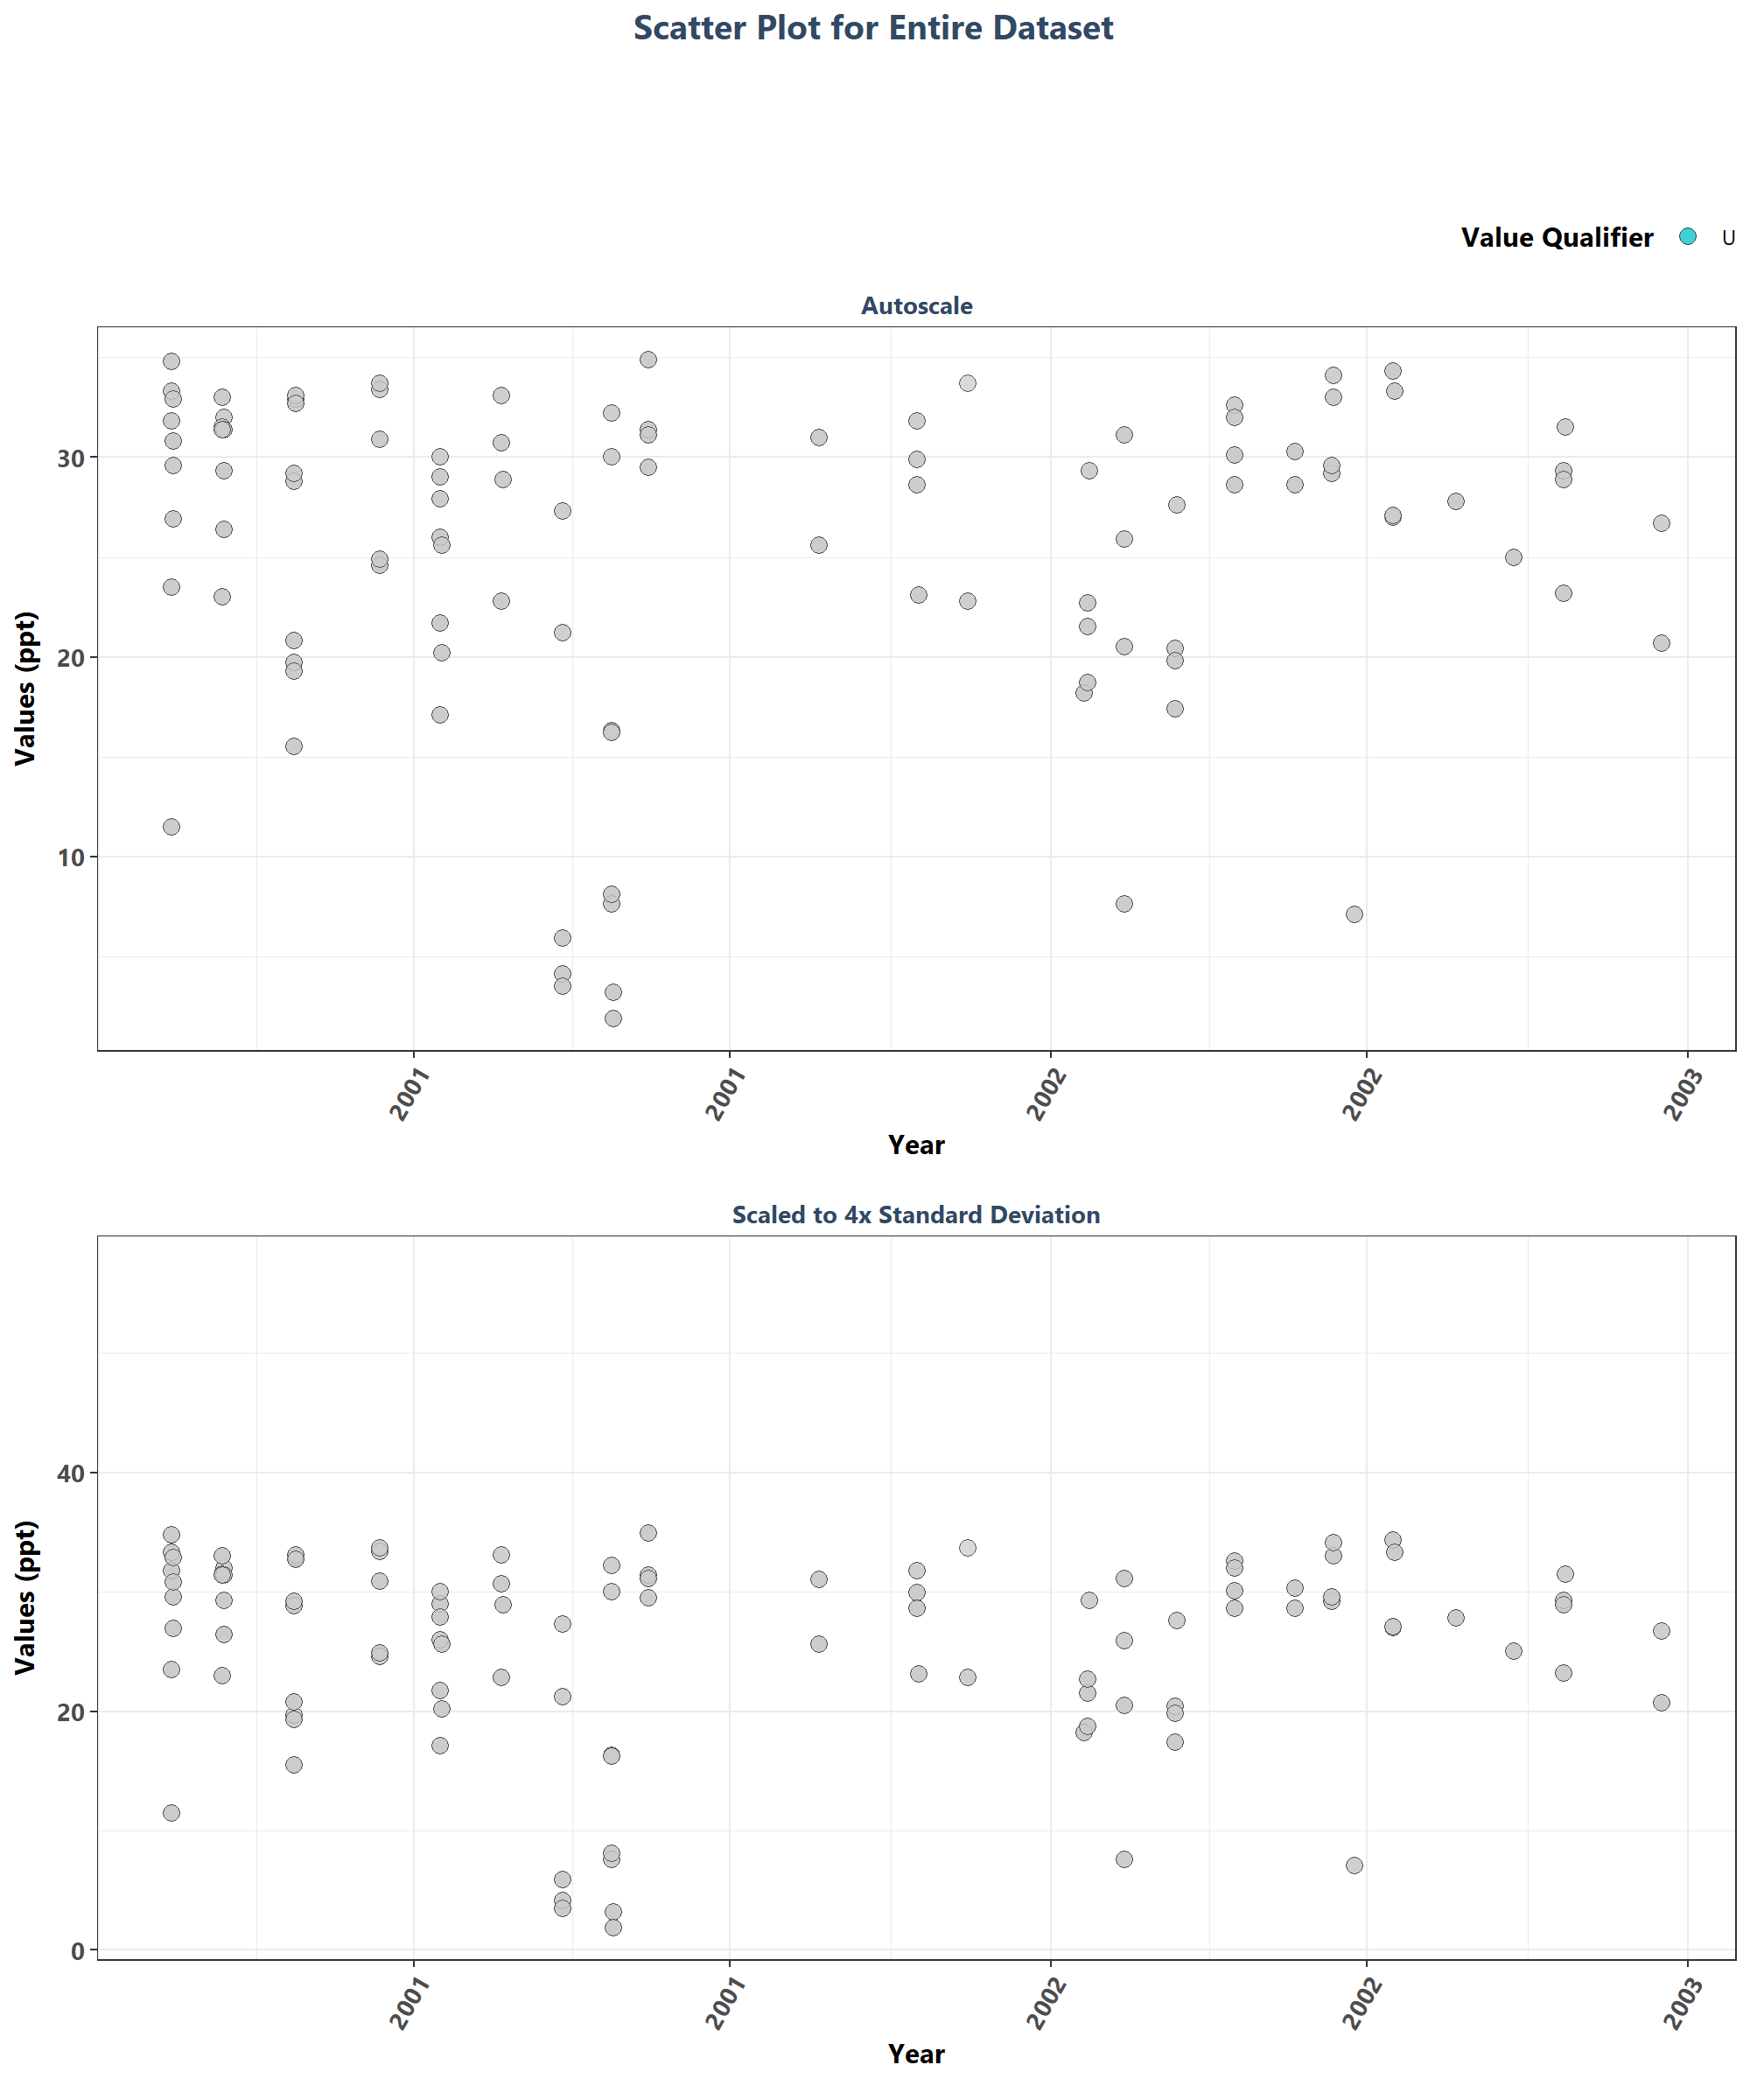 Scatter Plot for Entire Dataset
Value Qualifier U
Autoscale
Values (ppt)
30
20
10
2001 2001 2002 2002 2003
Year
Scaled to 4x Standard Deviation
Values (ppt)
40
20
0
2001 2001 2002 2002 2003
Year